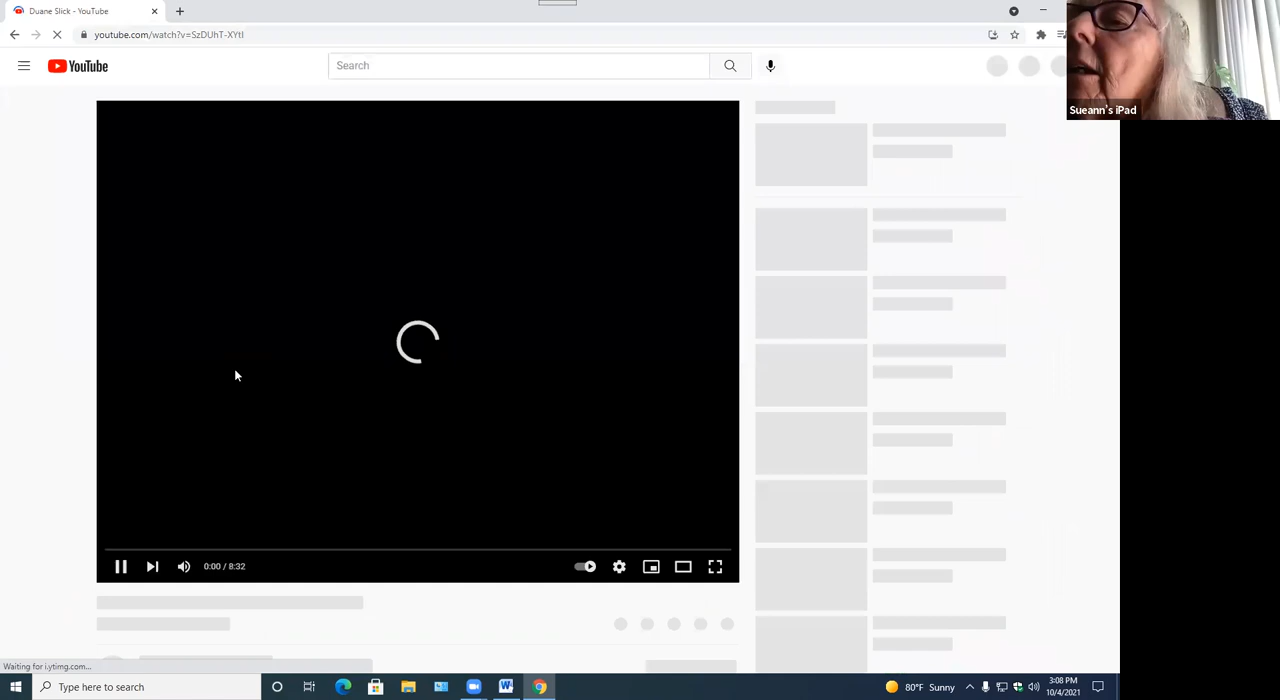 Duane Slick - YouTube
youtube.com/watch?v=SzDUhT-XYtI
YouTube
Search
Sueann's iPad
0:00 / 8:32
Waiting for i.ytimg.com...
Type here to search
80°F Sunny
3:08 PM
10/4/2021